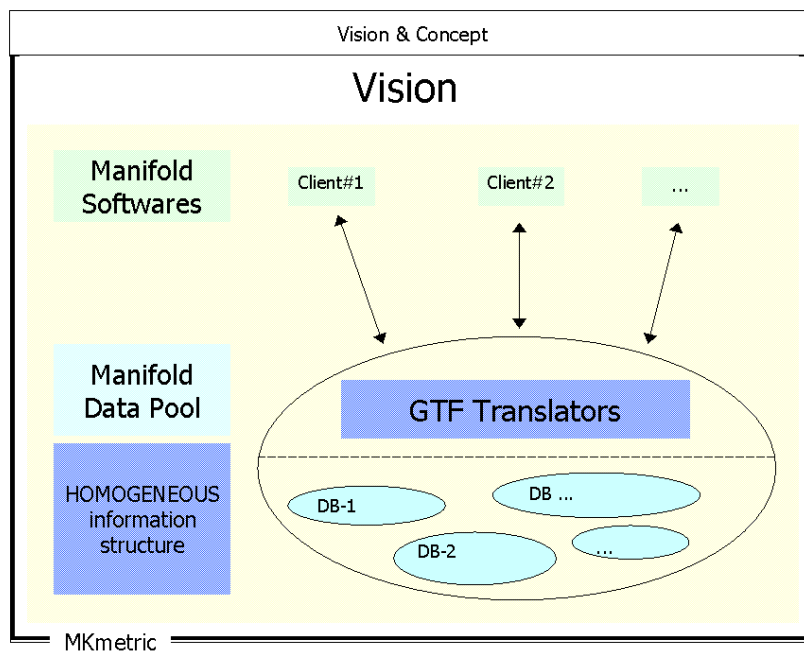 Vision & Concept
Vision
Manifold
Softwares
Client#1
Client#2
...
Manifold
Data Pool
GTF Translators
HOMOGENEOUS
information
structure
DB-1
DB ...
DB-2
...
MKmetric